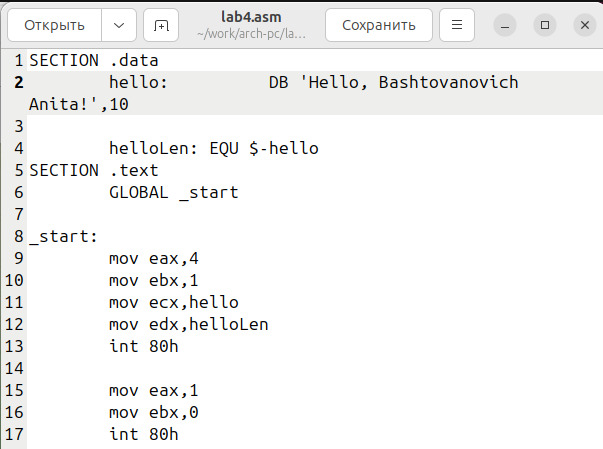 Открыть
lab4.asm
~/work/arch-pc/la...
Сохранить
1 SECTION .data
2 hello: DB 'Hello, Bashtovanovich
Anita!',10
3
4 helloLen: EQU $-hello
5 SECTION .text
6 GLOBAL _start
7
8 _start:
9 mov eax,4
10 mov ebx,1
11 mov ecx,hello
12 mov edx,helloLen
13 int 80h
14
15 mov eax,1
16 mov ebx,0
17 int 80h